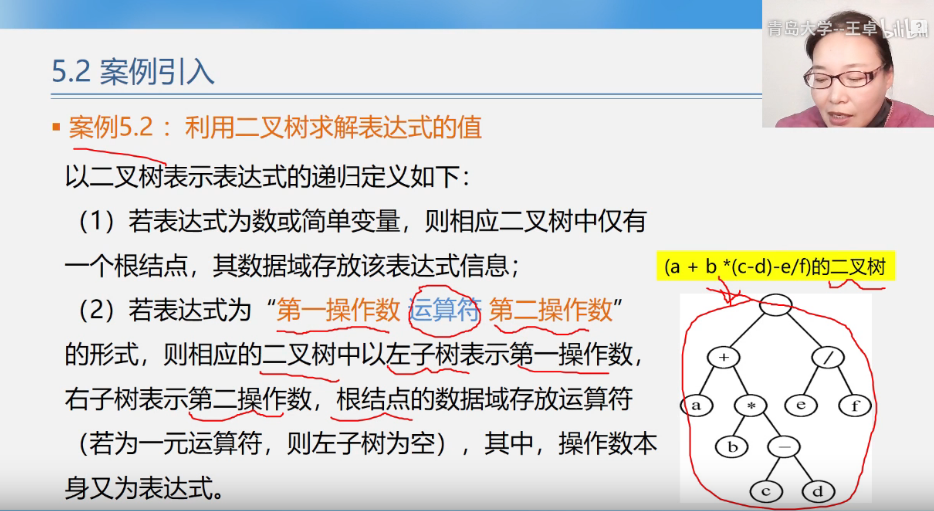 青岛大学--王卓
bilibili
5.2 案例引入
▪ 案例5.2 ：利用二叉树求解表达式的值
以二叉树表示表达式的递归定义如下：
（1）若表达式为数或简单变量，则相应二叉树中仅有
一个根结点，其数据域存放该表达式信息；
（2）若表达式为“第一操作数 运算符 第二操作数”
的形式，则相应的二叉树中以左子树表示第一操作数，
右子树表示第二操作数，根结点的数据域存放运算符
（若为一元运算符，则左子树为空），其中，操作数本
身又为表达式。
(a + b *(c-d)-e/f)的二叉树
+ /
a * e f
b −
c d